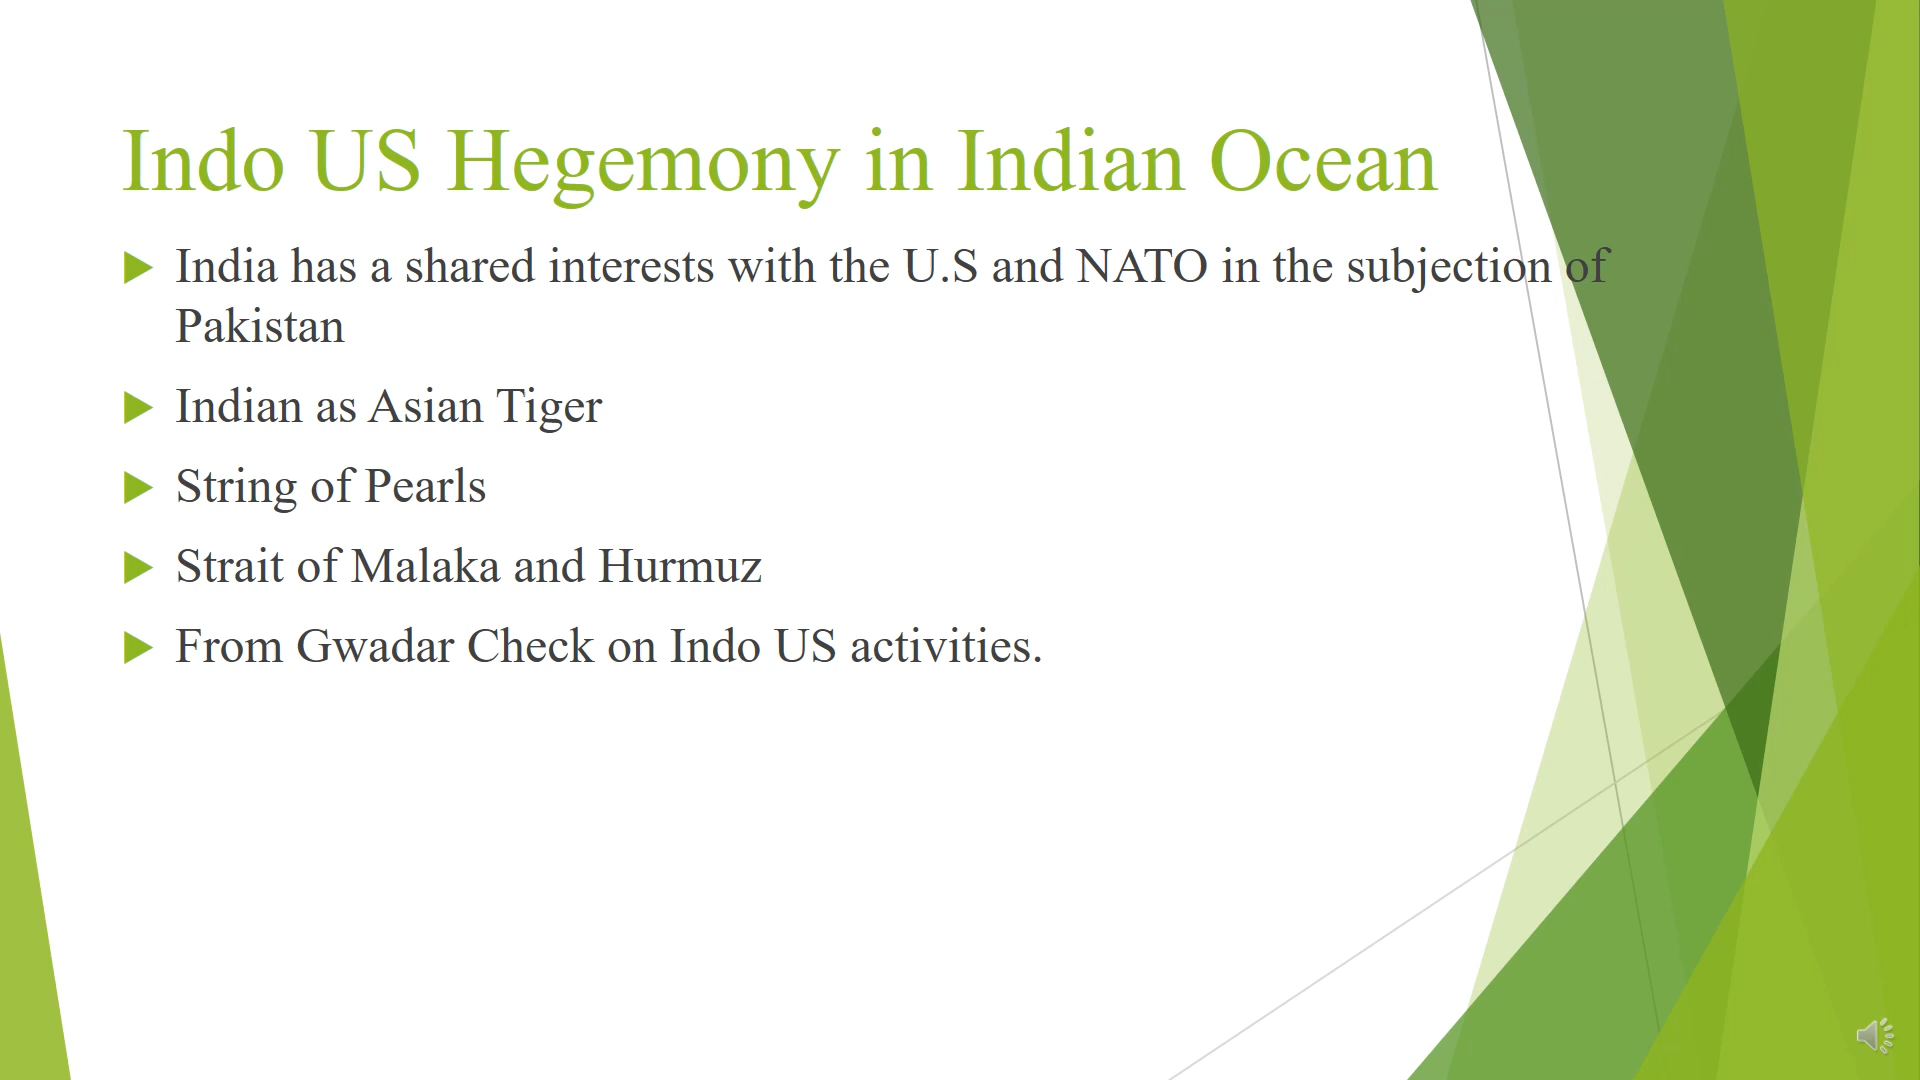 Indo US Hegemony in Indian Ocean
India has a shared interests with the U.S and NATO in the subjection of
Pakistan
Indian as Asian Tiger
String of Pearls
Strait of Malaka and Hurmuz
From Gwadar Check on Indo US activities.